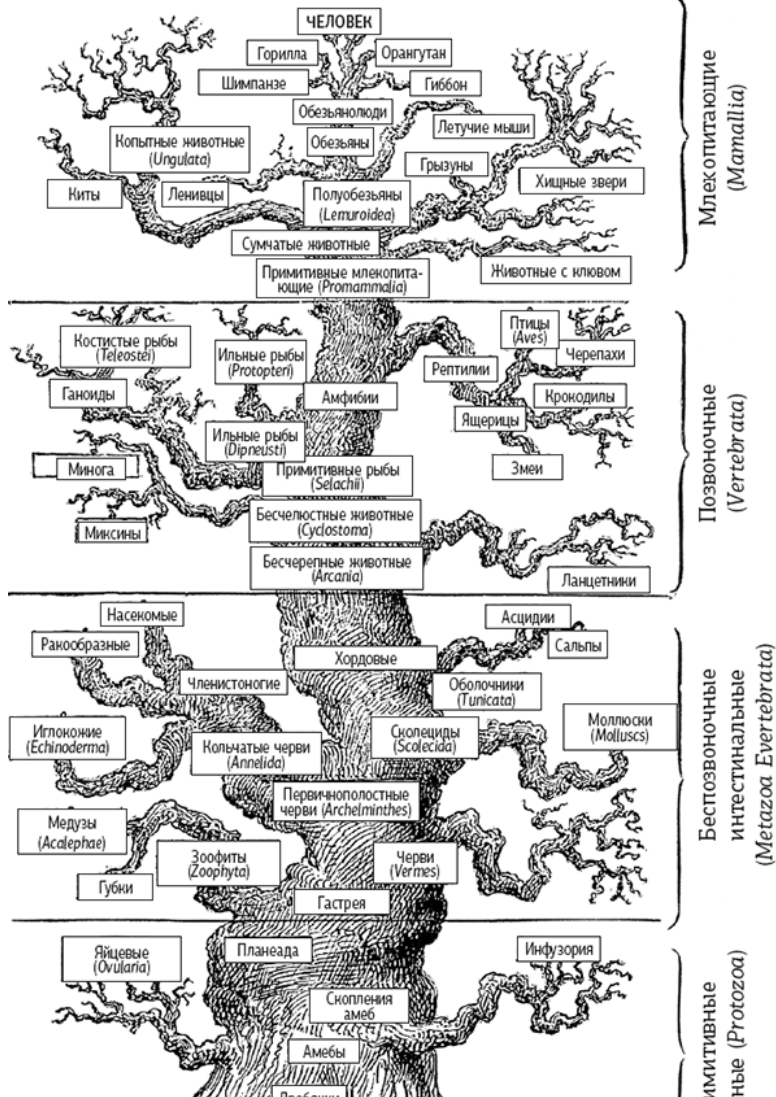 ЧЕЛОВЕК
Горилла
Орангутан
Шимпанзе
Гиббон
Обезьянолюди
Летучие мыши
Копытные животные
(Ungulata)
Обезьяны
Грызуны
Хищные звери
Киты
Ленивцы
Полуобезьяны
(Lemuroidea)
Сумчатые животные
Животные с клювом
Примитивные млекопита-
ющие (Promammalia)
Млекопитающие
(Mamallia)
Костистые рыбы
(Teleostei)
Ильные рыбы
(Protopteri)
Птицы
(Aves)
Черепахи
Рептилии
Ганоиды
Амфибии
Крокодилы
Ящерицы
Ильные рыбы
(Dipneusti)
Минога
Примитивные рыбы
(Selachii)
Змеи
Миксины
Бесчелюстные животные
(Cyclostoma)
Бесчерепные животные
(Arcania)
Ланцетники
Позвоночные
(Vertebrata)
Насекомые
Асцидии
Ракообразные
Сальпы
Хордовые
Членистоногие
Оболочники
(Tunicata)
Иглокожие
(Echinoderma)
Кольчатые черви
(Annelida)
Сколециды
(Scolecida)
Моллюски
(Molluscs)
Первичнополостные
черви (Archelminthes)
Медузы
(Acalephae)
Зоофиты
(Zoophyta)
Черви
(Vermes)
Губки
Гастрея
Беспозвоночные
интестинальные
(Metazoa Evertebrata)
Яйцевые
(Ovularia)
Планеада
Инфузория
Скопления
амеб
Амебы
имитивные
ные (Protozoa)